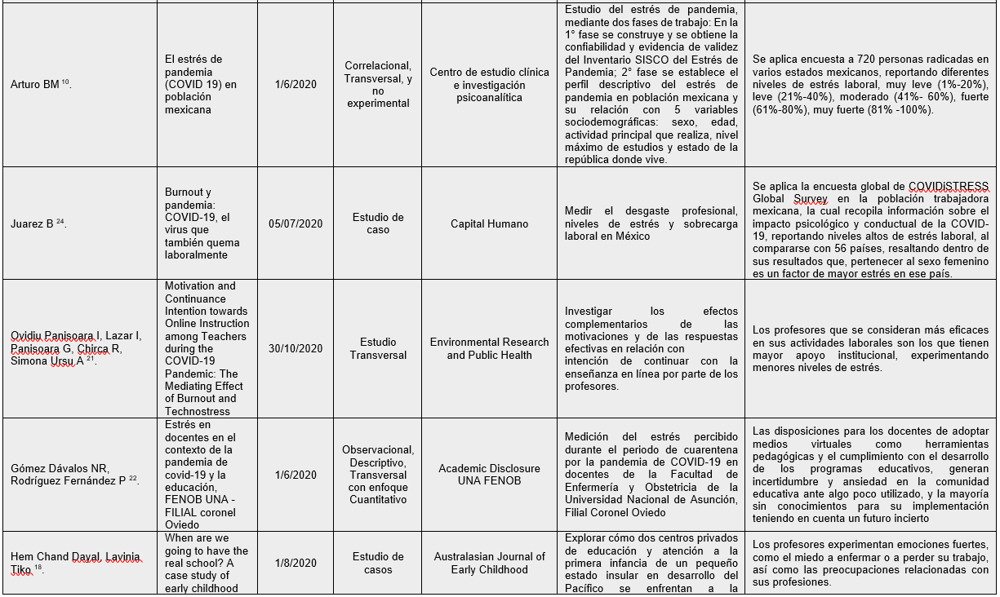 Arturo BM 10.
El estrés de
pandemia
(COVID 19) en
población
mexicana
1/6/2020
Correlacional,
Transversal, y
no
experimental
Centro de estudio clínica
e investigación
psicoanalítica
Estudio del estrés de pandemia,
mediante dos fases de trabajo: En la
1° fase se construye y se obtiene la
confiabilidad y evidencia de validez
del Inventario SISCO del Estrés de
Pandemia; 2° fase se establece el
perfil descriptivo del estrés de
pandemia en población mexicana y
su relación con 5 variables
sociodemográficas: sexo, edad,
actividad principal que realiza, nivel
máximo de estudios y estado de la
república donde vive.
Se aplica encuesta a 720 personas radicadas en
varios estados mexicanos, reportando diferentes
niveles de estrés laboral, muy leve (1%-20%),
leve (21%-40%), moderado (41%- 60%), fuerte
(61%-80%), muy fuerte (81% -100%).
Juarez B 24.
Burnout y
pandemia:
COVID-19, el
virus que
también quema
laboralmente
05/07/2020
Estudio de
caso
Capital Humano
Medir el desgaste profesional,
niveles de estrés y sobrecarga
laboral en México
Se aplica la encuesta global de COVIDiSTRESS
Global Survey en la población trabajadora
mexicana, la cual recopila información sobre el
impacto psicológico y conductual de la COVID-
19, reportando niveles altos de estrés laboral, al
compararse con 56 países, resaltando dentro de
sus resultados que, pertenecer al sexo femenino
es un factor de mayor estrés en ese país.
Ovidiu Panisoara I, Lazar I,
Panisoara G, Chirca R,
Simona Ursu A 21.
Motivation and
Continuance
Intention towards
Online Instruction
among Teachers
during the
COVID-19
Pandemic: The
Mediating Effect
of Burnout and
Technostress
30/10/2020
Estudio
Transversal
Environmental Research
and Public Health
Investigar los efectos
complementarios de las
motivaciones y de las respuestas
efectivas en relación con
intención de continuar con la
enseñanza en línea por parte de los
profesores.
Los profesores que se consideran más eficaces
en sus actividades laborales son los que tienen
mayor apoyo institucional, experimentando
menores niveles de estrés.
Gómez Dávalos NR,
Rodríguez Fernández P 22.
Estrés en
docentes en el
contexto de la
pandemia de
covid-19 y la
educación,
FENOB UNA -
FILIAL coronel
Oviedo
1/6/2020
Observacional,
Descriptivo,
Transversal
con enfoque
Cuantitativo
Academic Disclosure
UNA FENOB
Medición del estrés percibido
durante el periodo de cuarentena
por la pandemia de COVID-19 en
docentes de la Facultad de
Enfermería y Obstetricia de la
Universidad Nacional de Asunción,
Filial Coronel Oviedo
Las disposiciones para los docentes de adoptar
medios virtuales como herramientas
pedagógicas y el cumplimiento con el desarrollo
de los programas educativos, generan
incertidumbre y ansiedad en la comunidad
educativa ante algo poco utilizado, y la mayoría
sin conocimientos para su implementación
teniendo en cuenta un futuro incierto
Hem Chand Dayal, Lavinia
Tiko 18.
When are we
going to have the
real school? A
case study of
early childhood
1/8/2020
Estudio de
casos
Australasian Journal of
Early Childhood
Explorar cómo dos centros privados
de educación y atención a la
primera infancia de un pequeño
estado insular en desarrollo del
Pacífico se enfrentan a la
Los profesores experimentan emociones fuertes,
como el miedo a enfermar o a perder su trabajo,
así como las preocupaciones relacionadas con
sus profesiones.